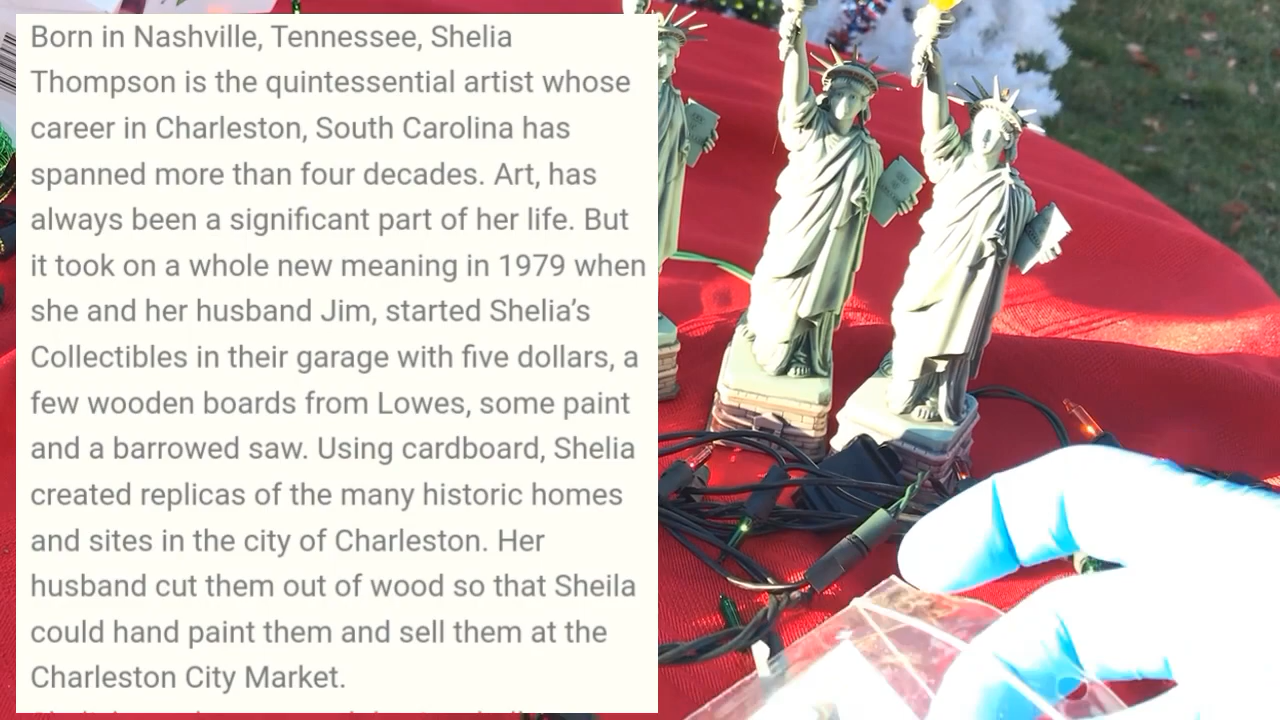 Born in Nashville, Tennessee, Shelia
Thompson is the quintessential artist whose
career in Charleston, South Carolina has
spanned more than four decades. Art, has
always been a significant part of her life. But
it took on a whole new meaning in 1979 when
she and her husband Jim, started Shelia’s
Collectibles in their garage with five dollars, a
few wooden boards from Lowes, some paint
and a barrowed saw. Using cardboard, Shelia
created replicas of the many historic homes
and sites in the city of Charleston. Her
husband cut them out of wood so that Sheila
could hand paint them and sell them at the
Charleston City Market.